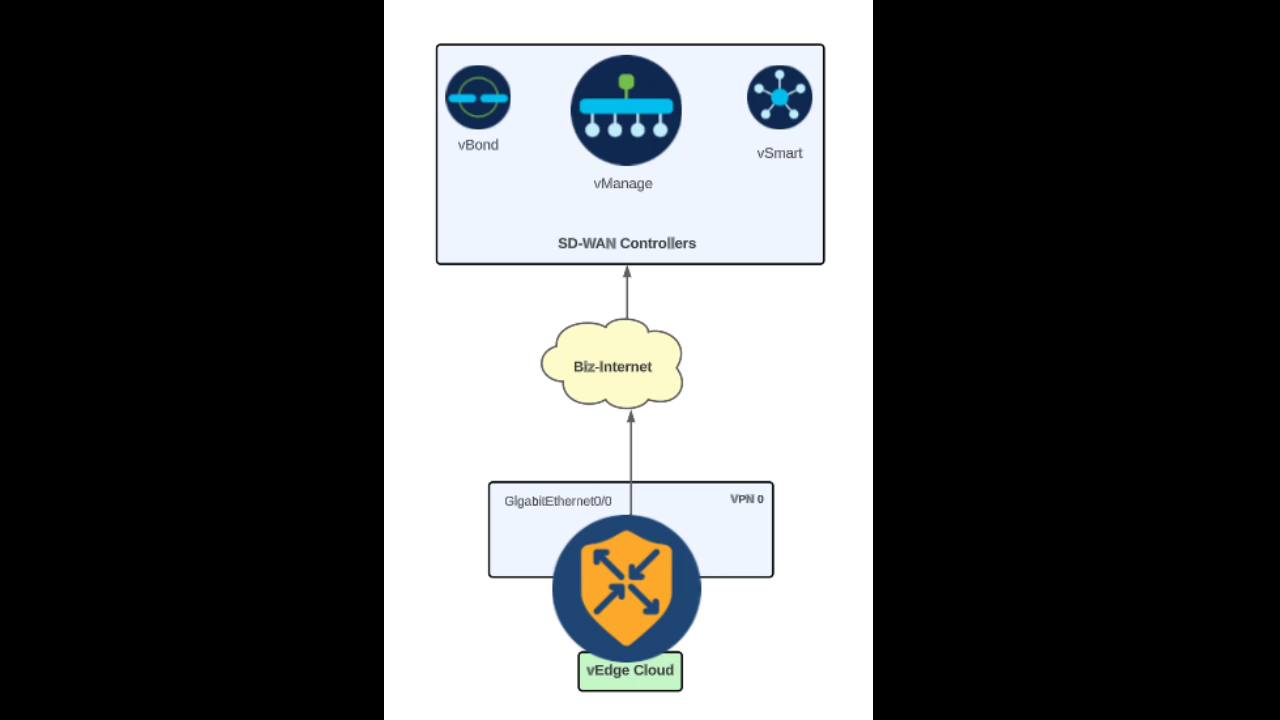 vBond
vManage
vSmart
SD-WAN Controllers
Biz-Internet
GigabitEthernet0/0
VPN 0
vEdge Cloud